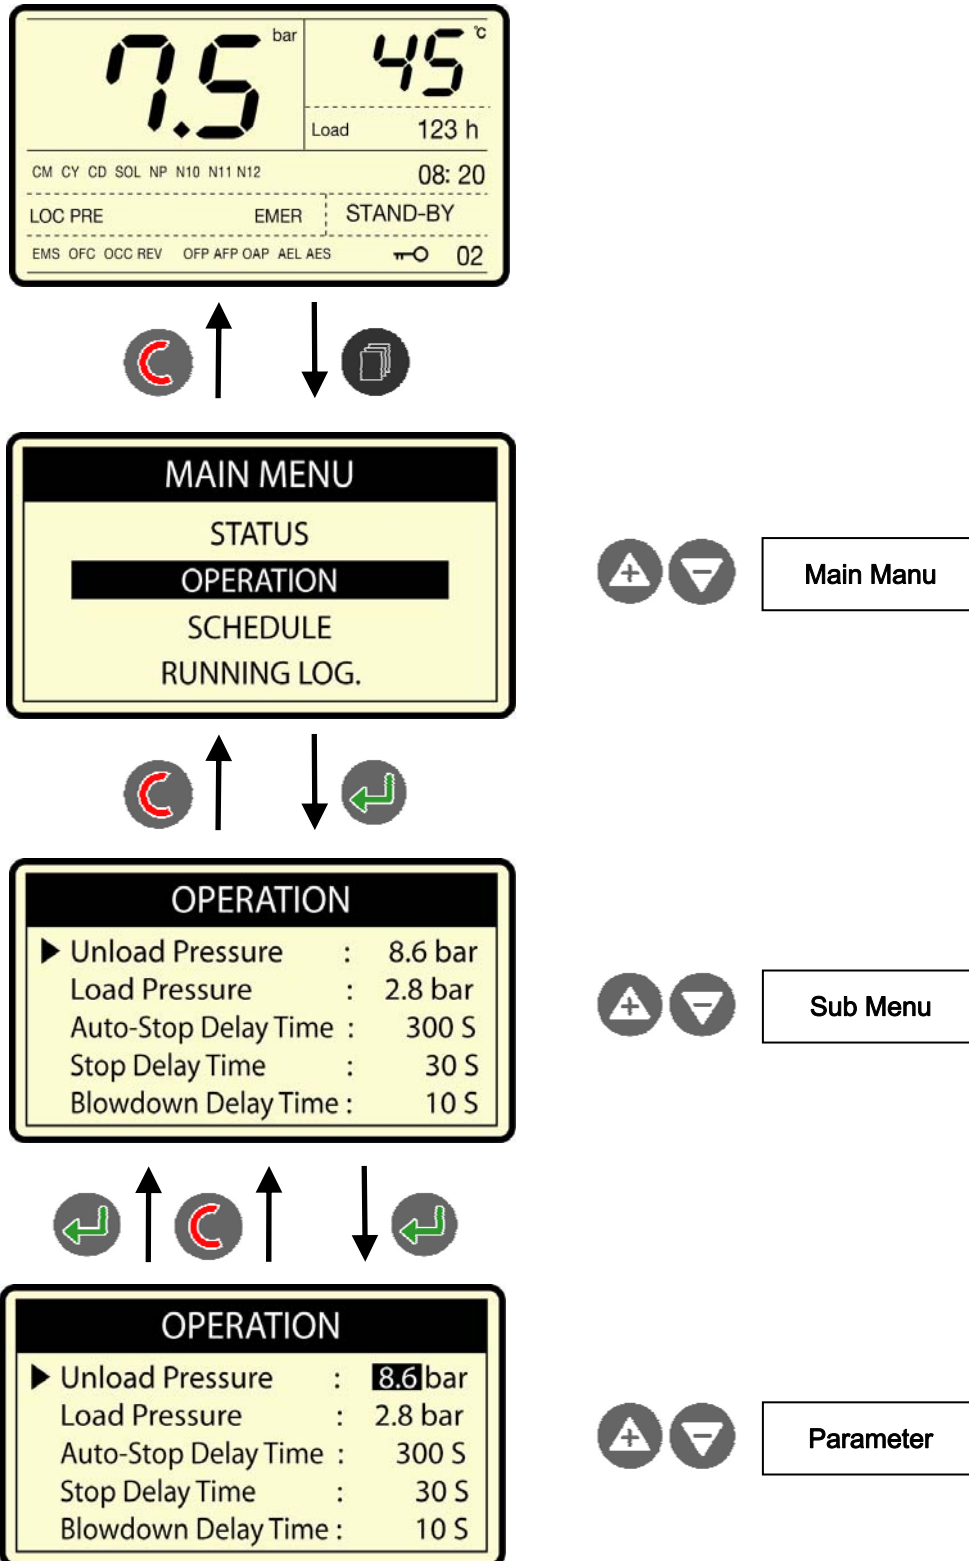 7.5 bar 45 °C
Load 123 h
CM CY CD SOL NP N10 N11 N12 08: 20
LOC PRE EMER STAND-BY
EMS OFC OCC REV OFP AFP OAP AEL AES 02
MAIN MENU
STATUS
OPERATION
SCHEDULE
RUNNING LOG.
Main Manu
OPERATION
Unload Pressure : 8.6 bar
Load Pressure : 2.8 bar
Auto-Stop Delay Time : 300 S
Stop Delay Time : 30 S
Blowdown Delay Time : 10 S
Sub Menu
OPERATION
Unload Pressure : 8.6 bar
Load Pressure : 2.8 bar
Auto-Stop Delay Time : 300 S
Stop Delay Time : 30 S
Blowdown Delay Time : 10 S
Parameter